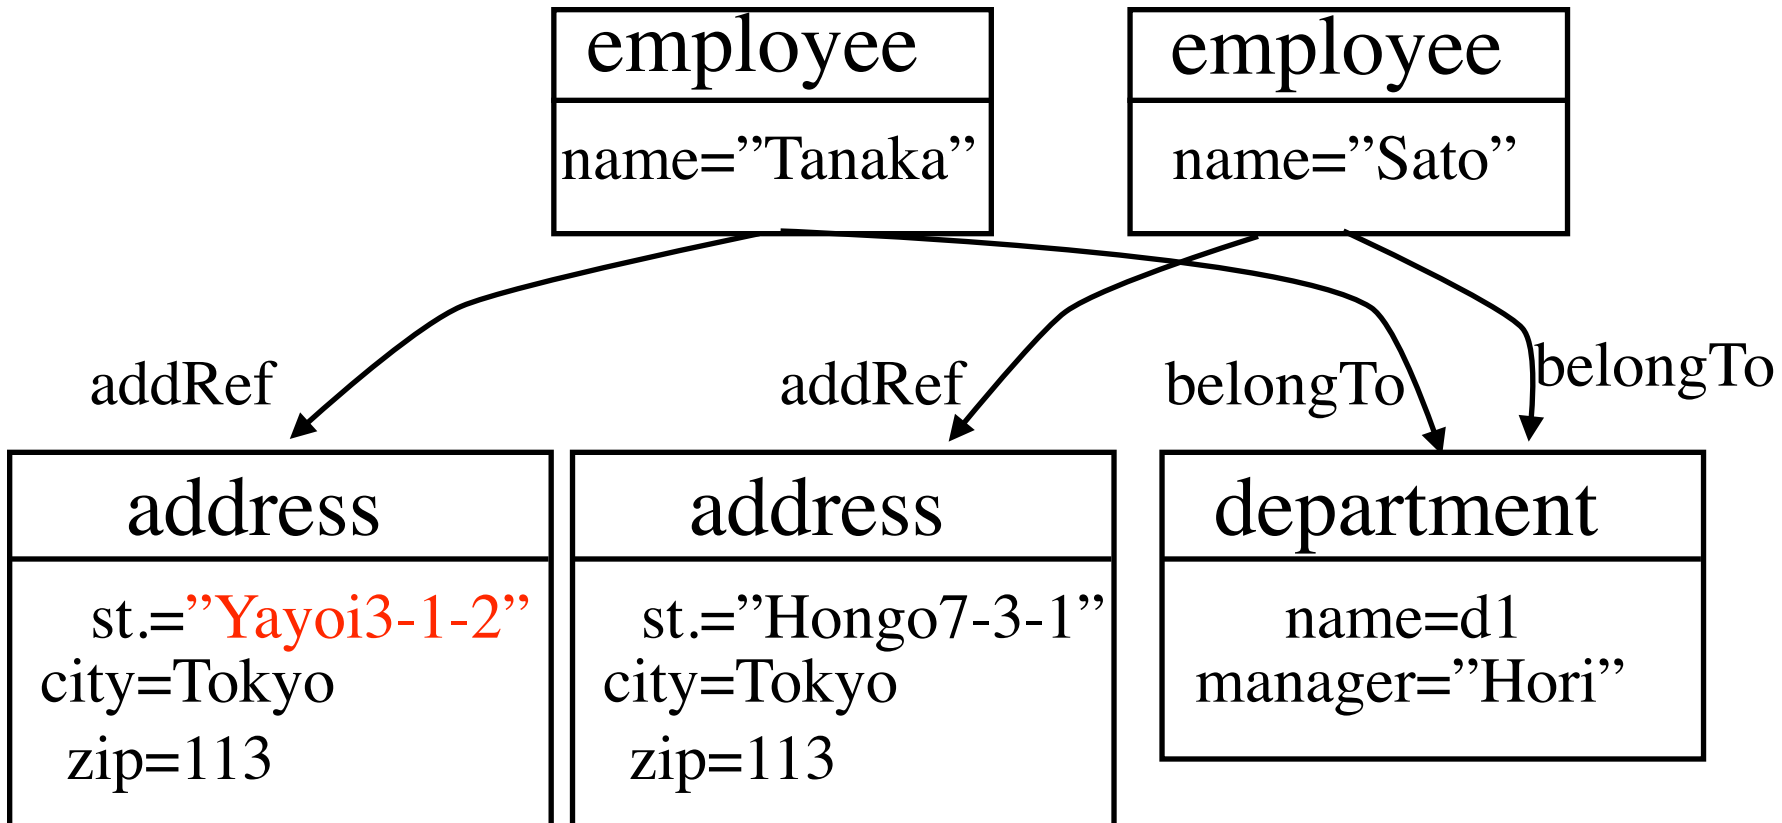 employee
name=”Tanaka”
employee
name=”Sato”
addRef
addRef
belongTo
belongTo
address
st.=”Yayoi3-1-2”
city=Tokyo
zip=113
address
st.=”Hongo7-3-1”
city=Tokyo
zip=113
department
name=d1
manager=”Hori”